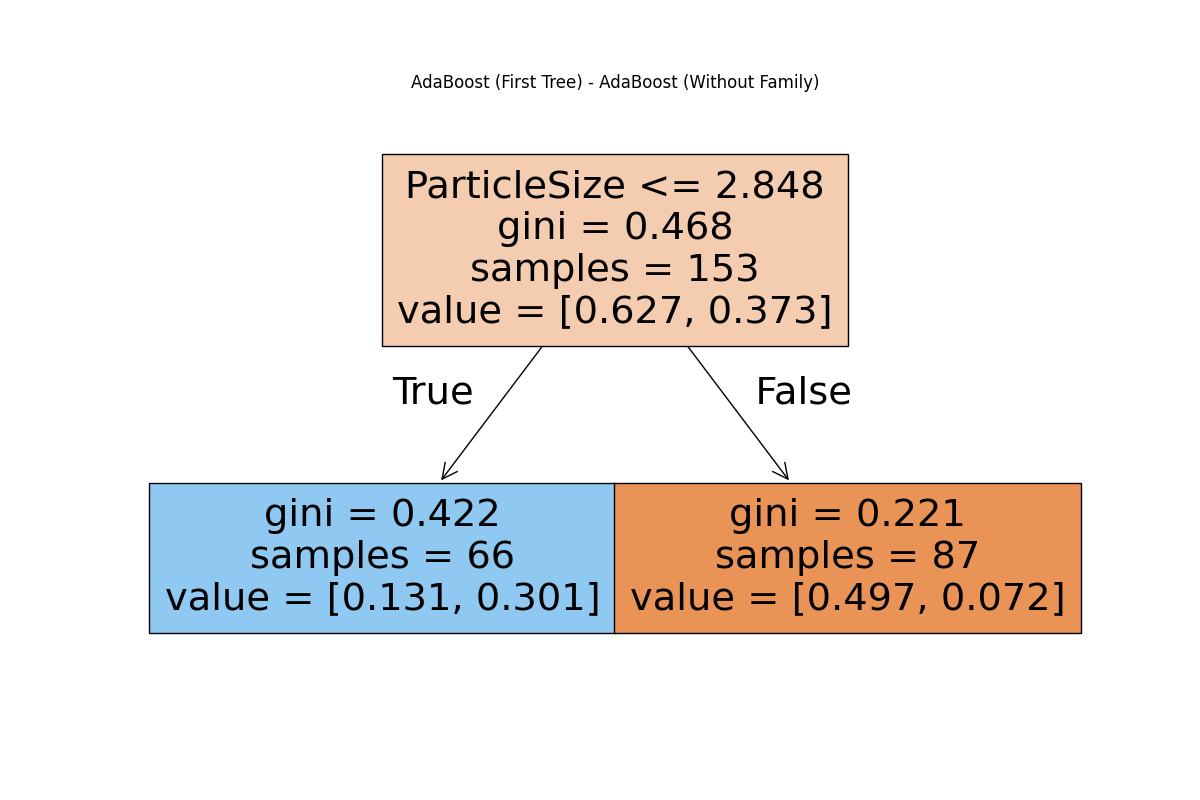 AdaBoost (First Tree) - AdaBoost (Without Family)
ParticleSize <= 2.848
gini = 0.468
samples = 153
value = [0.627, 0.373]
True
False
gini = 0.422
samples = 66
value = [0.131, 0.301]
gini = 0.221
samples = 87
value = [0.497, 0.072]